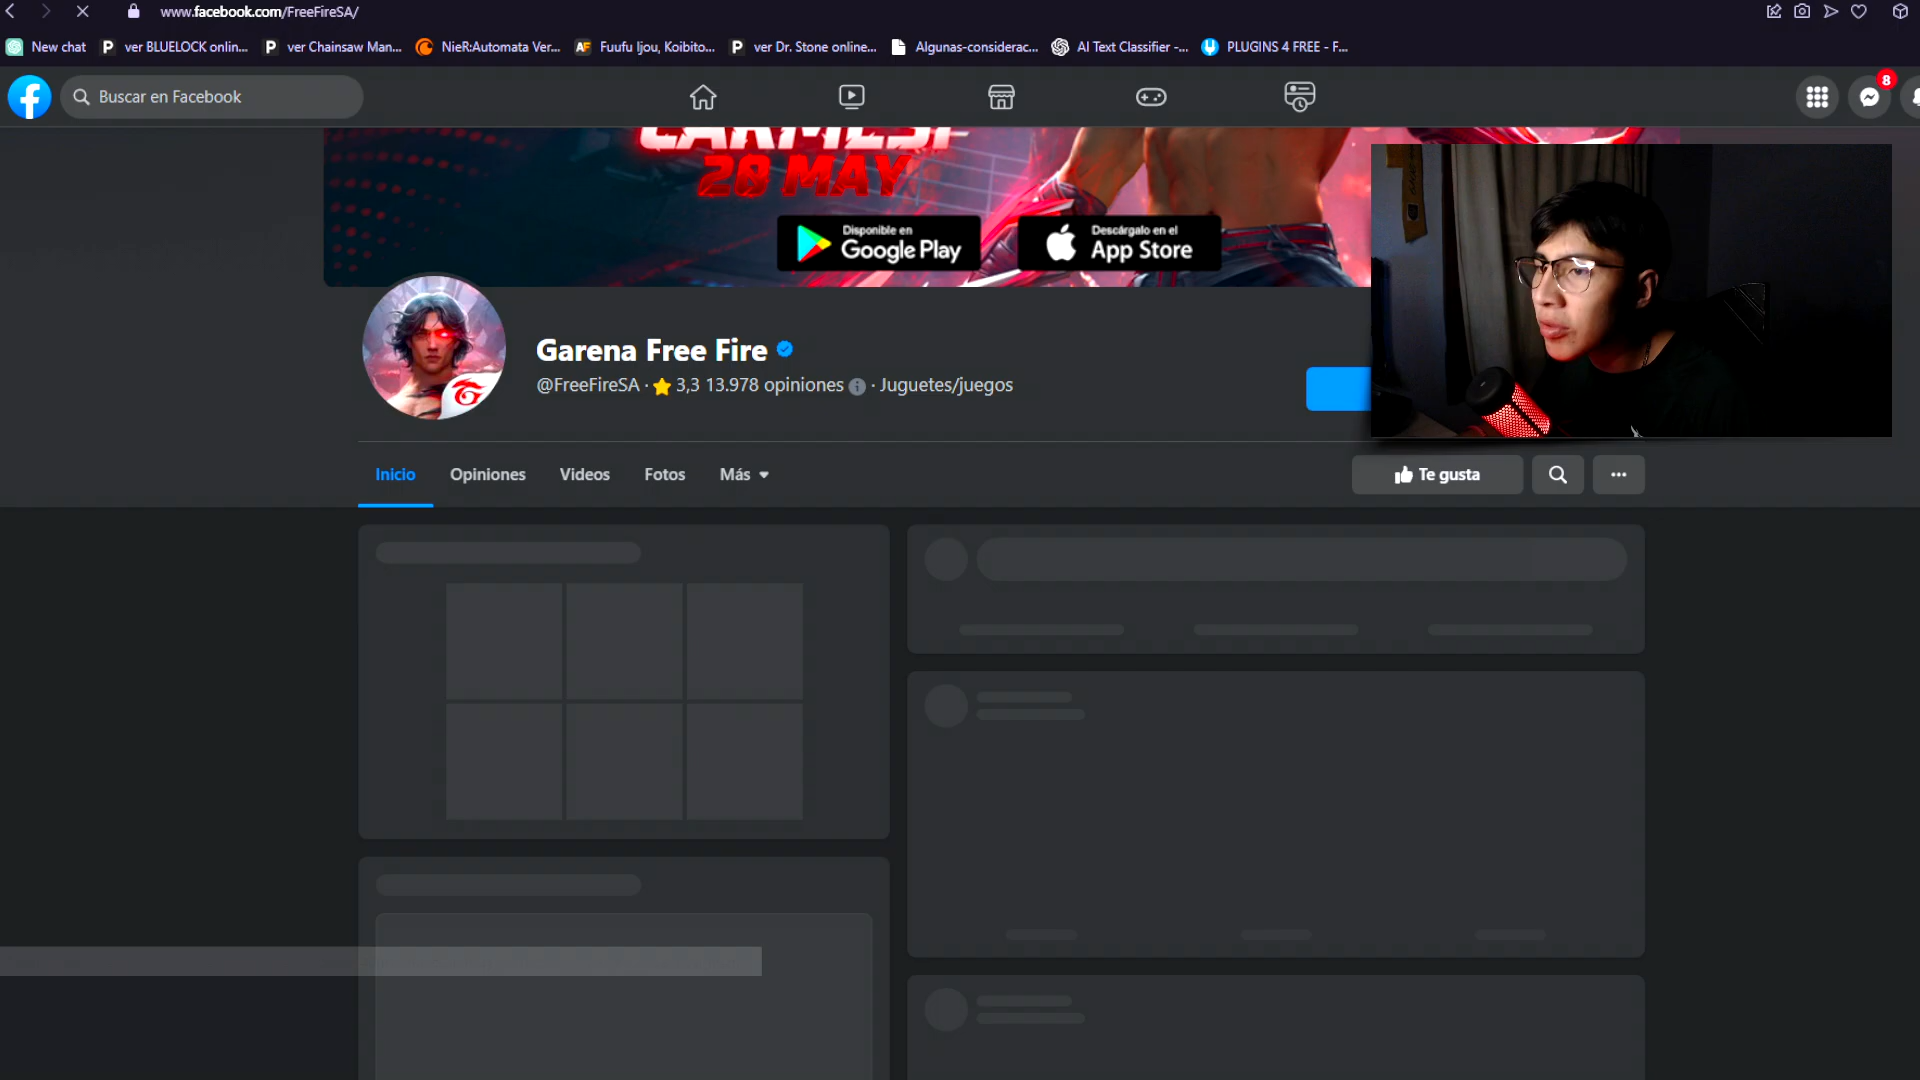 www.facebook.com/FreeFireSA/
New chat
ver BLUELOCK onlin...
ver Chainsaw Man...
NieR:Automata Ver...
Fuufu Ijou, Koibito...
ver Dr. Stone online...
Algunas-considerac...
AI Text Classifier -...
PLUGINS 4 FREE - F...
Buscar en Facebook
8
CARMESÍ
28 MAY
Disponible en
Google Play
Descárgalo en el
App Store
Garena Free Fire
@FreeFireSA · 3,3 13.978 opiniones · Juguetes/juegos
Inicio
Opiniones
Videos
Fotos
Más
Te gusta